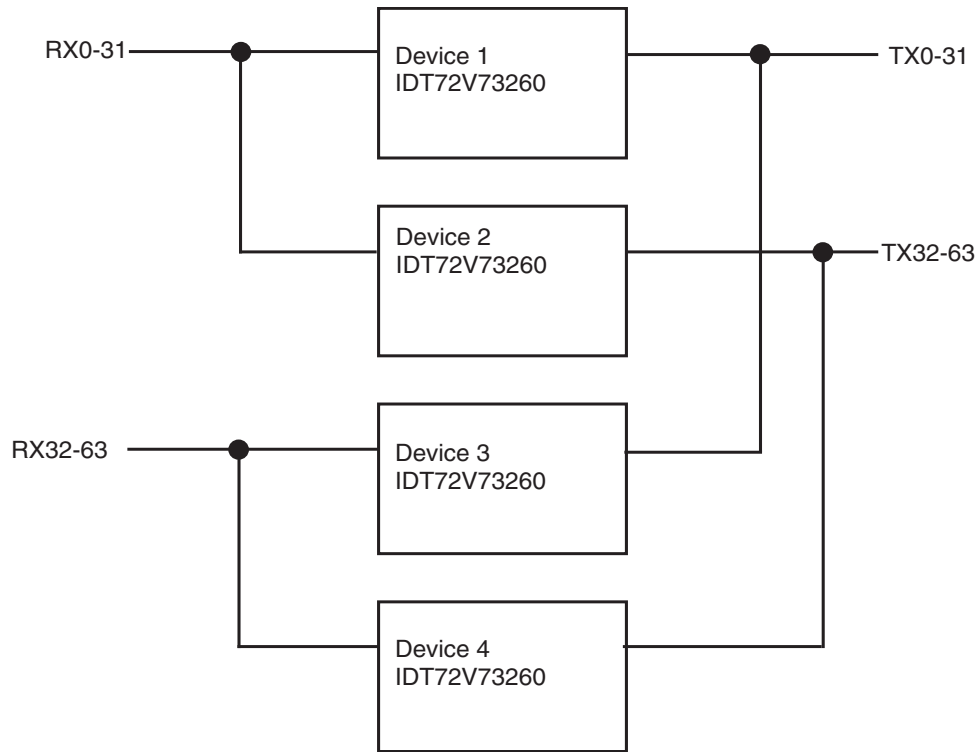 RX0-31
Device 1
IDT72V73260
TX0-31
Device 2
IDT72V73260
TX32-63
RX32-63
Device 3
IDT72V73260
Device 4
IDT72V73260